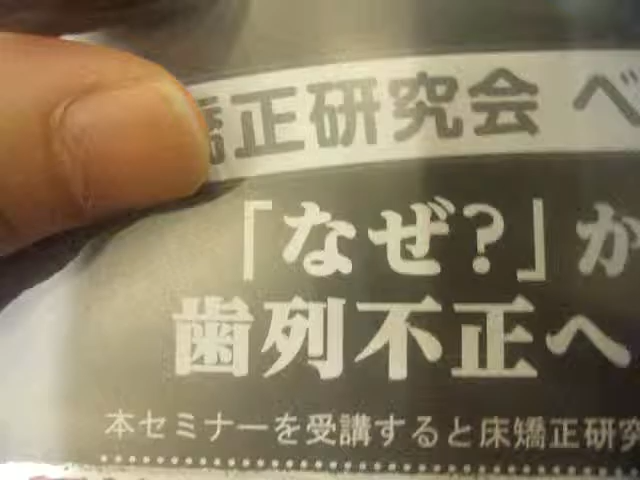 矯正研究会 ベ
「なぜ?」か
歯列不正へ
本セミナーを受講すると床矯正研究